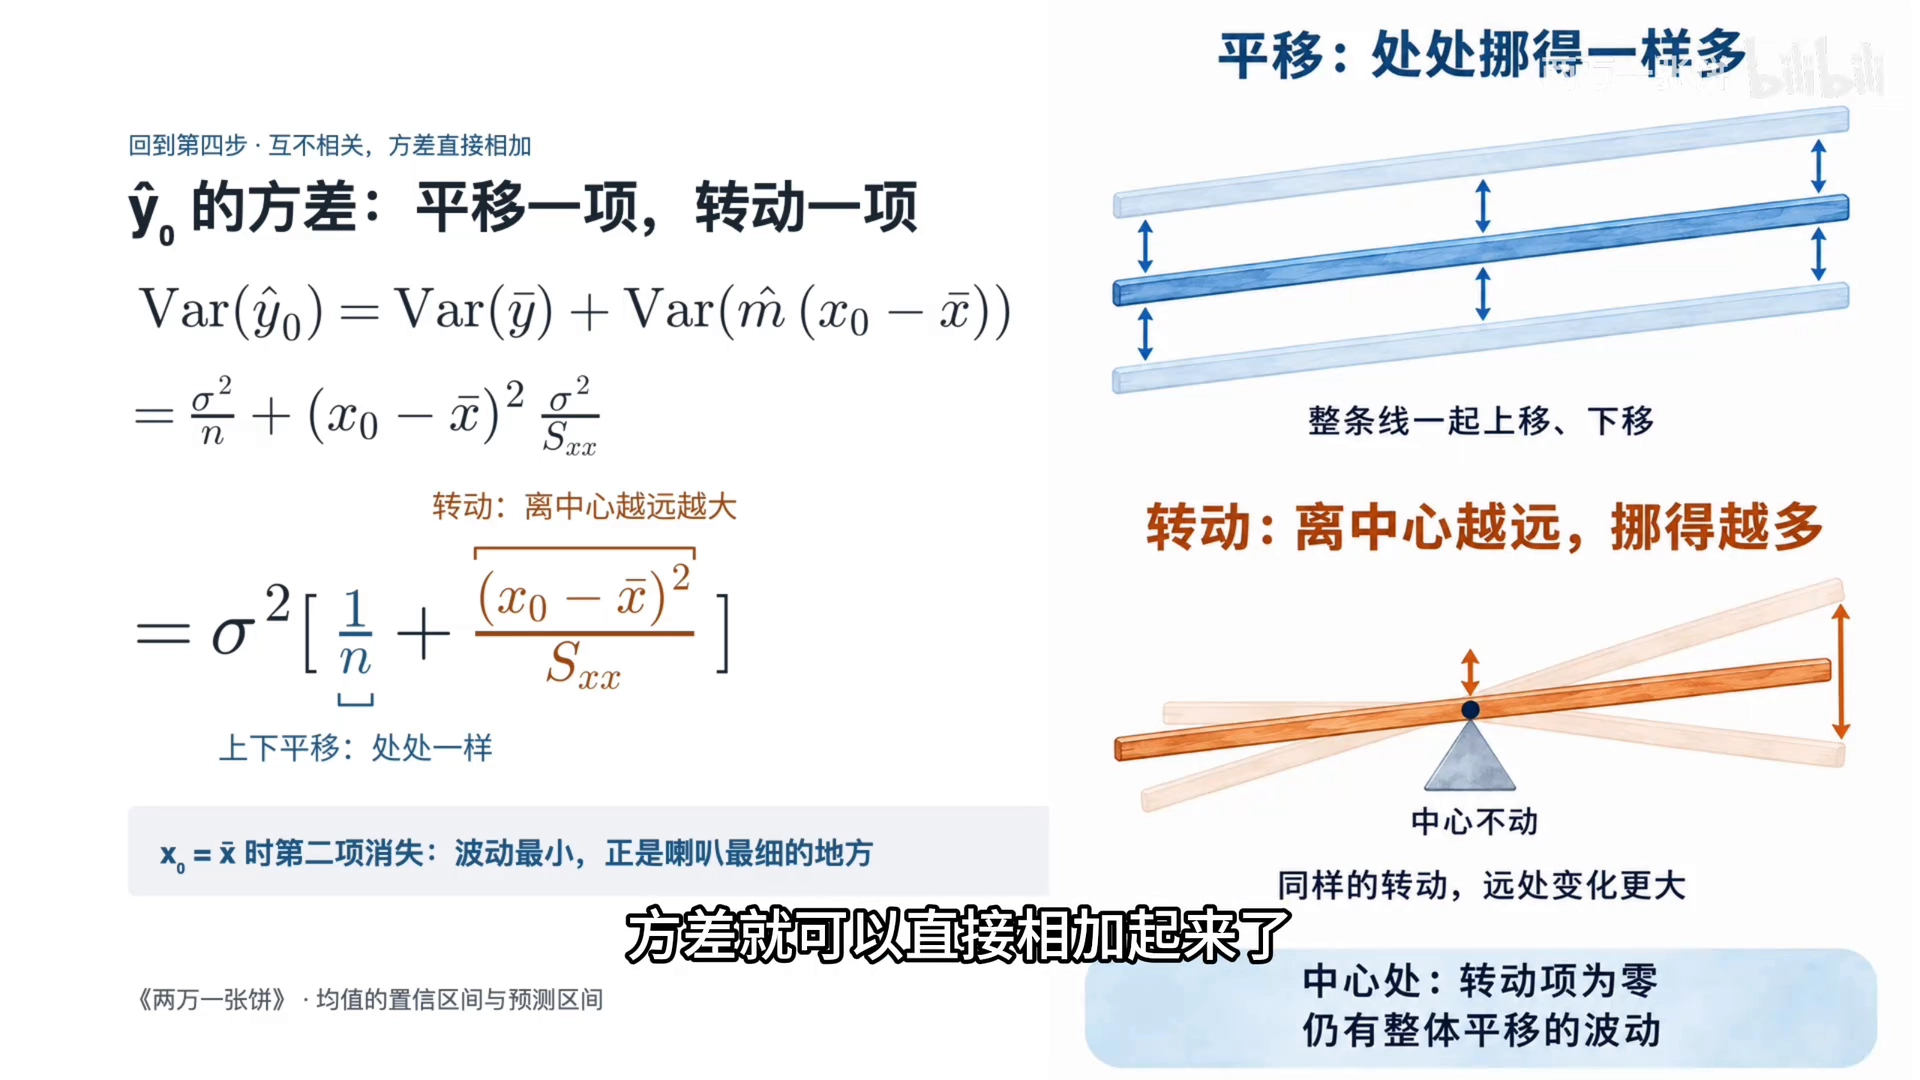 回到第四步 · 互不相关，方差直接相加
ŷ₀ 的方差：平移一项，转动一项
Var(ŷ₀) = Var(ȳ) + Var(m̂ (x₀ − x̄))
= σ²/n + (x₀ − x̄)² σ²/Sₓₓ
转动：离中心越远越大
= σ² [ 1/n + (x₀ − x̄)²/Sₓₓ ]
上下平移：处处一样
x₀ = x̄ 时第二项消失：波动最小，正是喇叭最细的地方
《两万一张饼》 · 均值的置信区间与预测区间
平移：处处挪得一样多
两万一张饼 bilibili
整条线一起上移、下移
转动：离中心越远，挪得越多
中心不动
同样的转动，远处变化更大
中心处：转动项为零
仍有整体平移的波动
方差就可以直接相加起来了